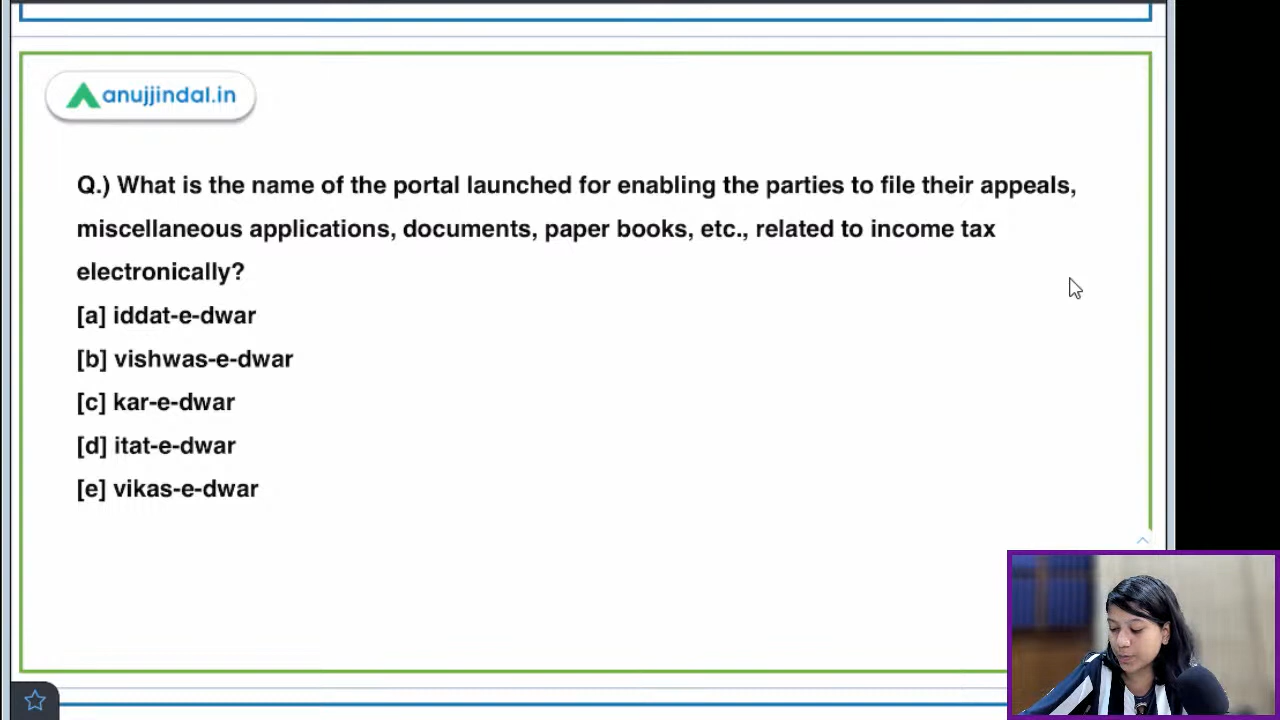 anujjindal.in
Q.) What is the name of the portal launched for enabling the parties to file their appeals,
miscellaneous applications, documents, paper books, etc., related to income tax
electronically?
[a] iddat-e-dwar
[b] vishwas-e-dwar
[c] kar-e-dwar
[d] itat-e-dwar
[e] vikas-e-dwar